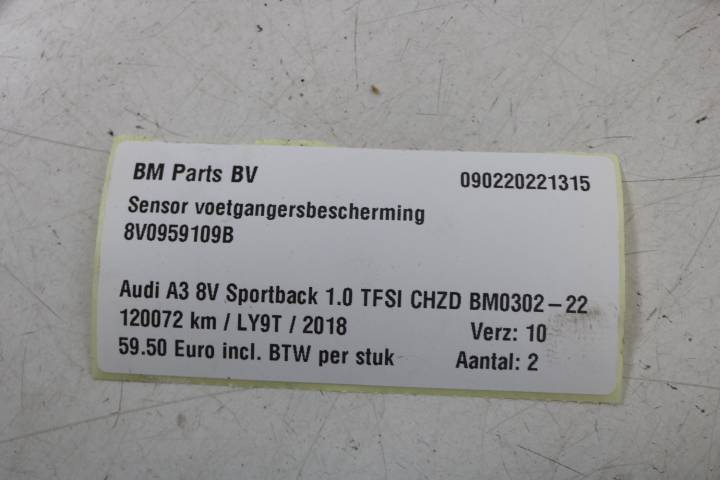 BM Parts BV 090220221315
Sensor voetgangersbescherming
8V0959109B
Audi A3 8V Sportback 1.0 TFSI CHZD BM0302-22
120072 km / LY9T / 2018 Verz: 10
59.50 Euro incl. BTW per stuk Aantal: 2